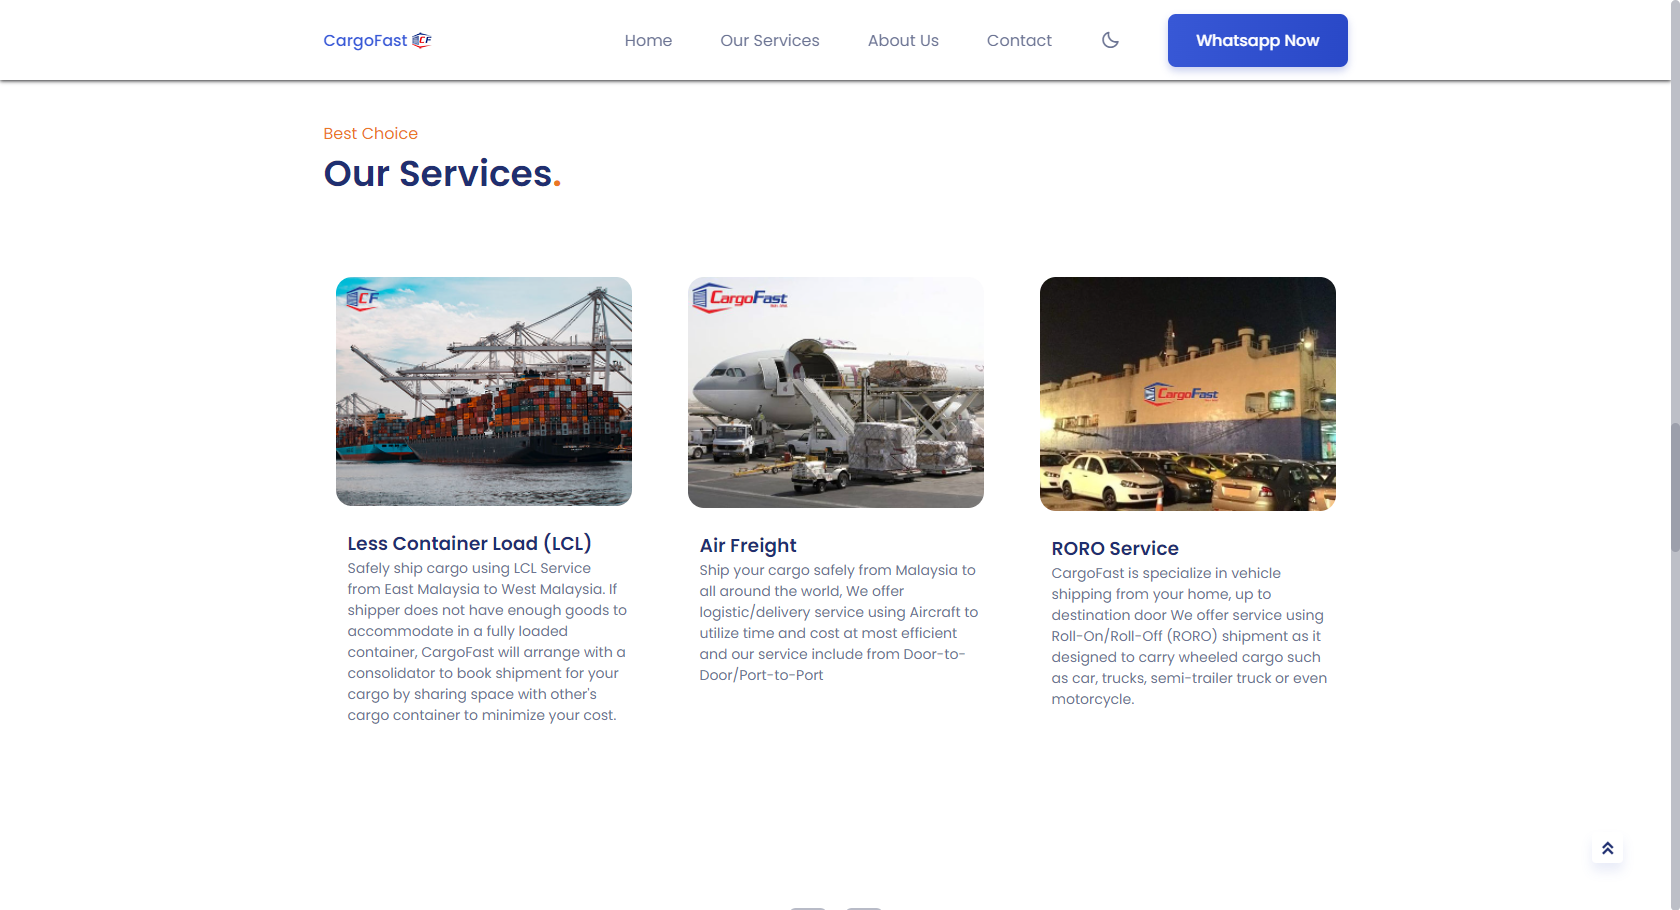 CargoFast CF
Home
Our Services
About Us
Contact
Whatsapp Now
Best Choice
Our Services.
CF
CargoFast
CargoFast
Less Container Load (LCL)
Safely ship cargo using LCL Service
from East Malaysia to West Malaysia. If
shipper does not have enough goods to
accommodate in a fully loaded
container, CargoFast will arrange with a
consolidator to book shipment for your
cargo by sharing space with other's
cargo container to minimize your cost.
Air Freight
Ship your cargo safely from Malaysia to
all around the world, We offer
logistic/delivery service using Aircraft to
utilize time and cost at most efficient
and our service include from Door-to-
Door/Port-to-Port
RORO Service
CargoFast is specialize in vehicle
shipping from your home, up to
destination door We offer service using
Roll-On/Roll-Off (RORO) shipment as it
designed to carry wheeled cargo such
as car, trucks, semi-trailer truck or even
motorcycle.